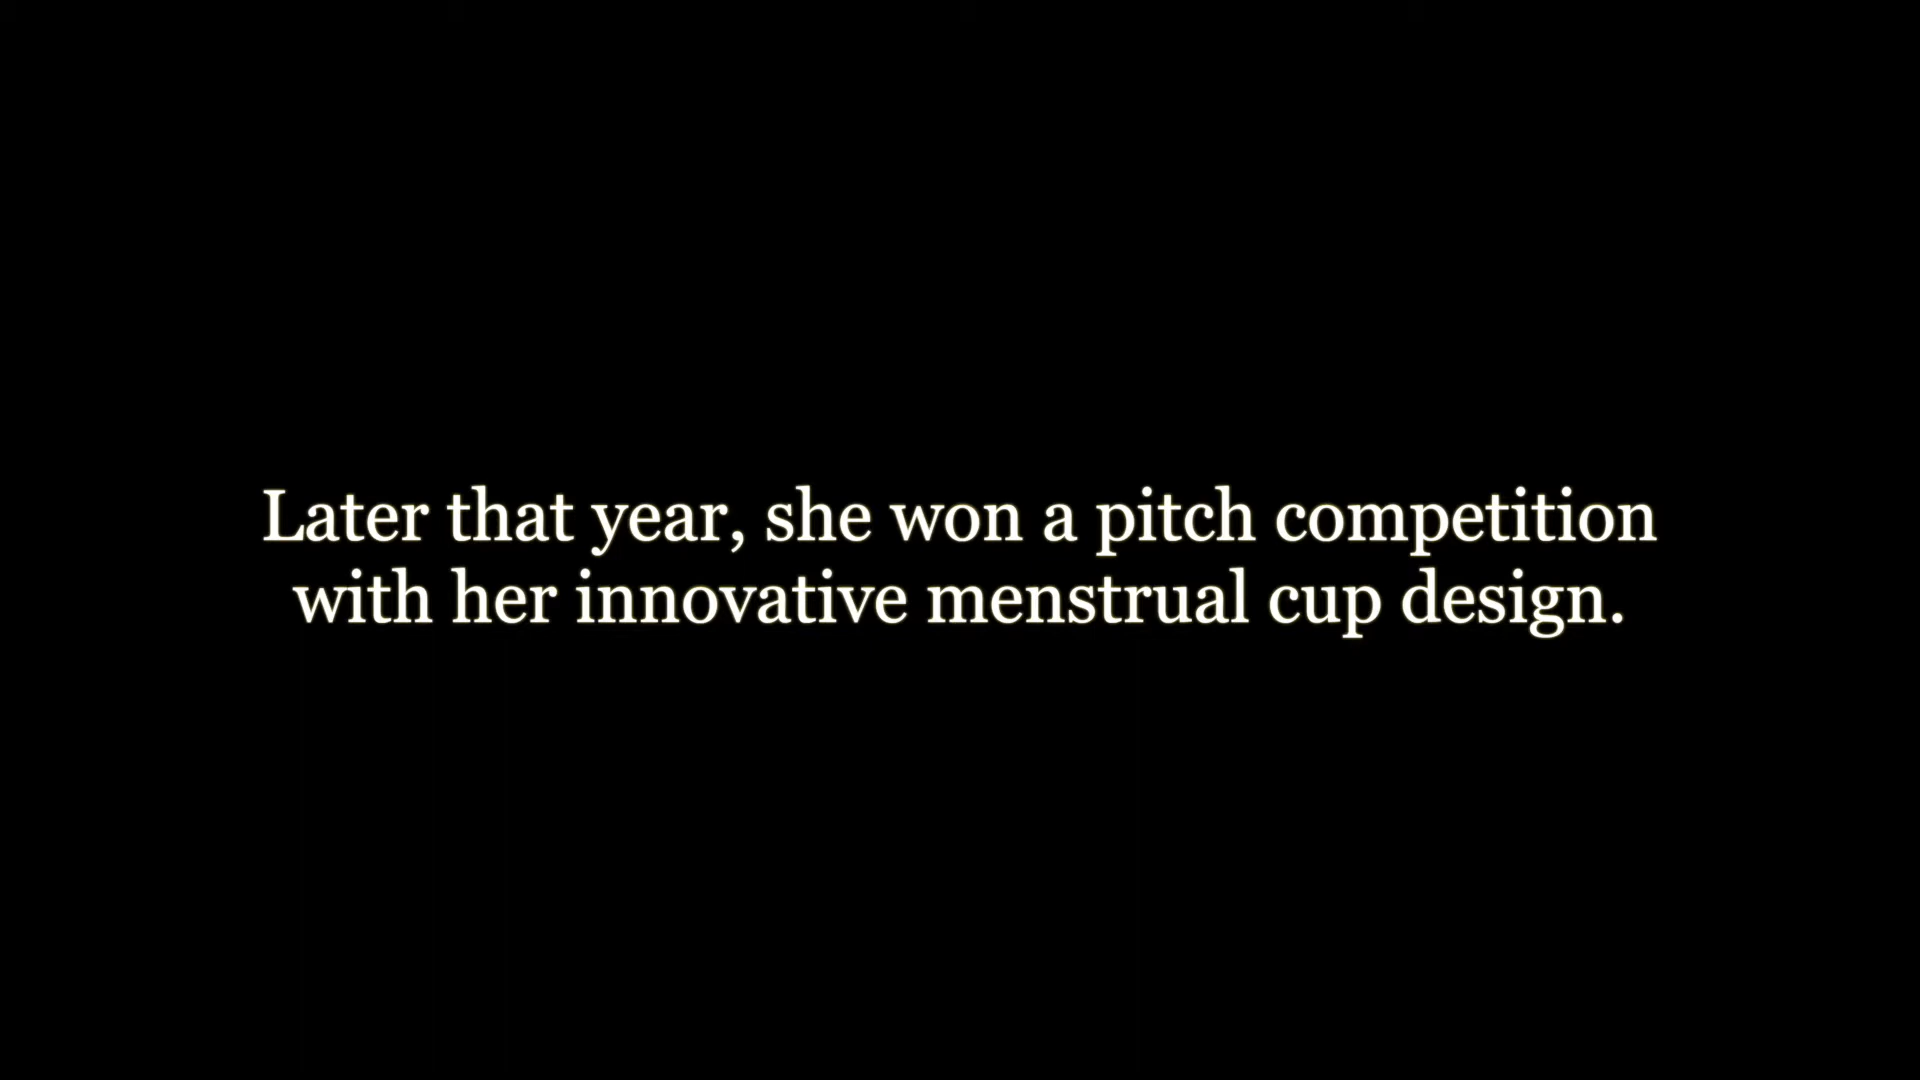 Later that year, she won a pitch competition
with her innovative menstrual cup design.